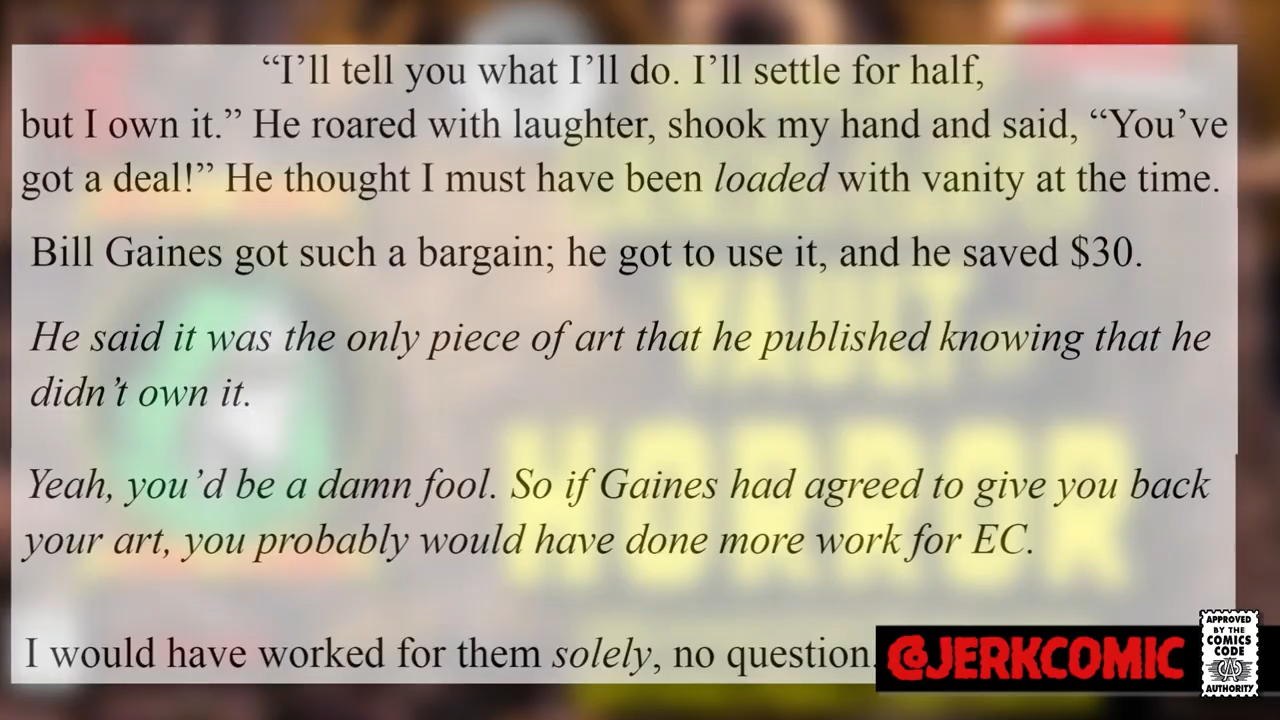 “I’ll tell you what I’ll do. I’ll settle for half,
but I own it.” He roared with laughter, shook my hand and said, “You’ve
got a deal!” He thought I must have been loaded with vanity at the time.
Bill Gaines got such a bargain; he got to use it, and he saved $30.
He said it was the only piece of art that he published knowing that he
didn’t own it.
Yeah, you’d be a damn fool. So if Gaines had agreed to give you back
your art, you probably would have done more work for EC.
I would have worked for them solely, no question.
@JERKCOMIC
APPROVED
BY THE
COMICS
CODE
AUTHORITY
VAULT OF
HORROR